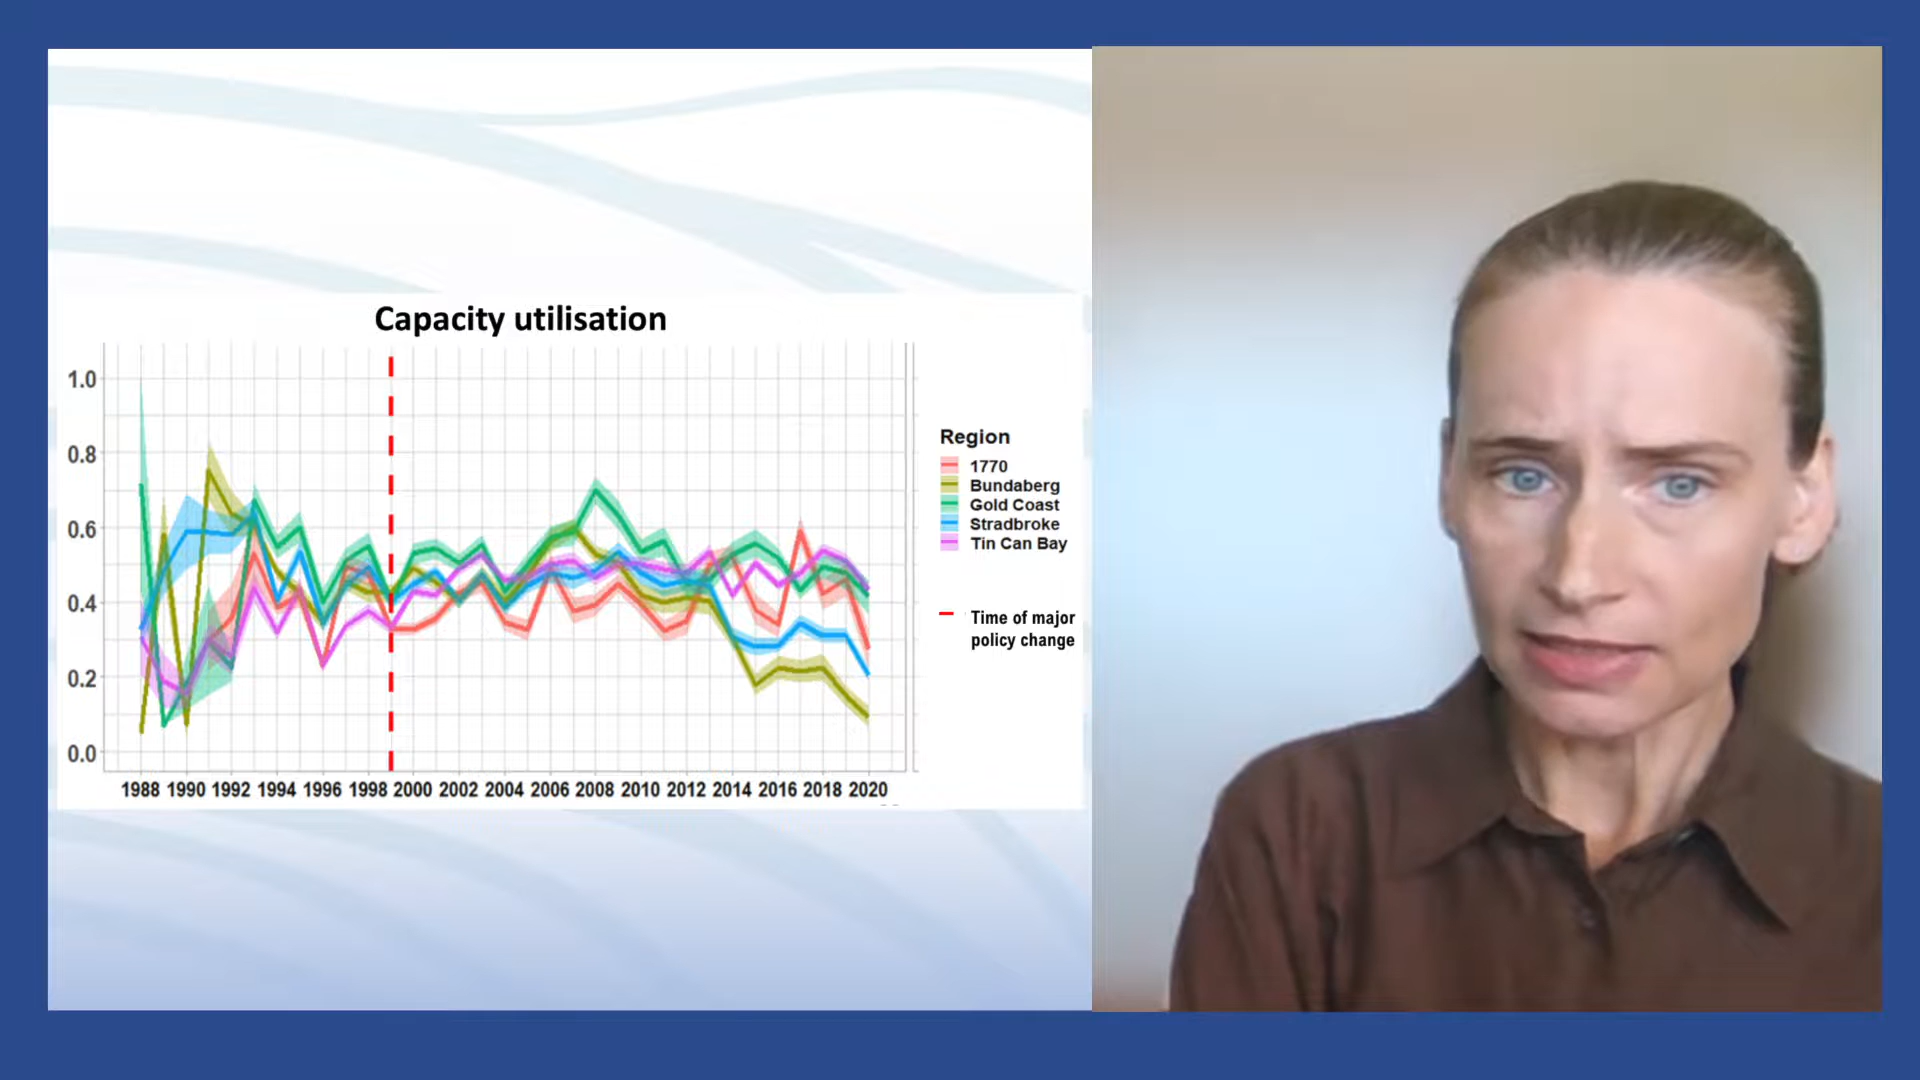 Capacity utilisation
1.0
0.8
0.6
0.4
0.2
0.0
1988 1990 1992 1994 1996 1998 2000 2002 2004 2006 2008 2010 2012 2014 2016 2018 2020
Region
1770
Bundaberg
Gold Coast
Stradbroke
Tin Can Bay
Time of major
policy change